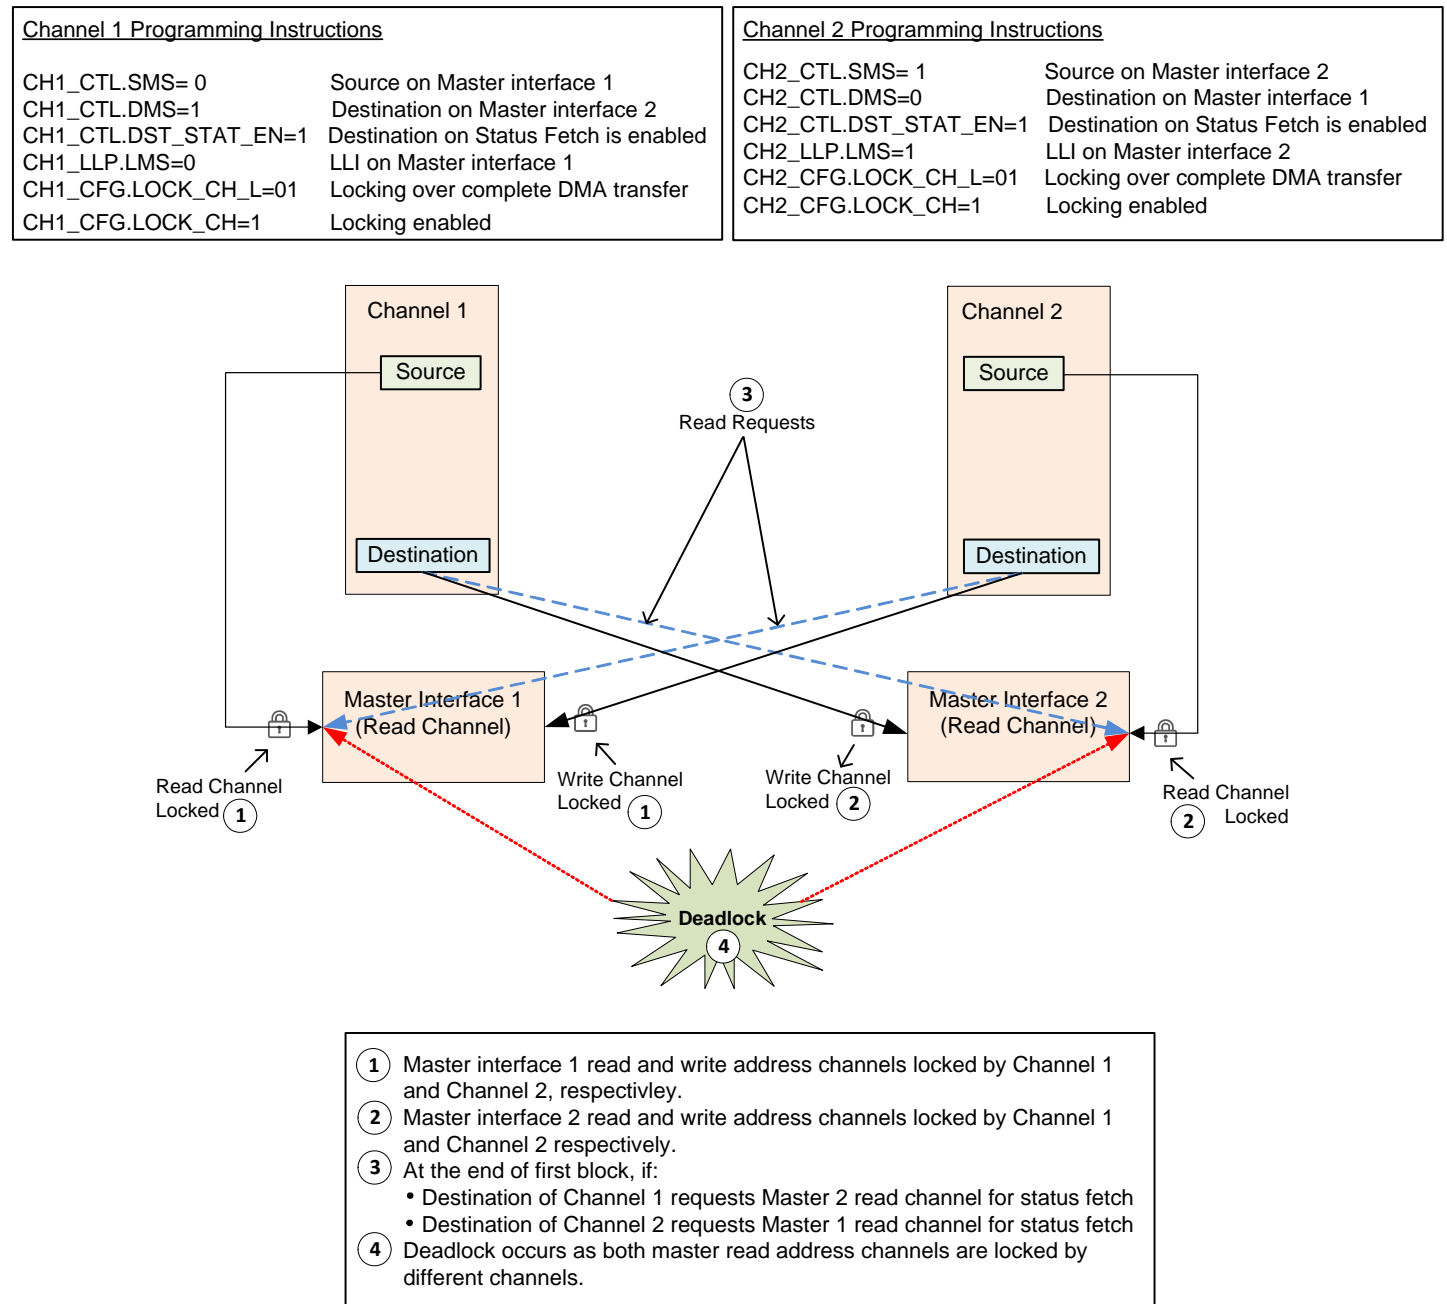 Channel 1 Programming Instructions
CH1_CTL.SMS= 0 Source on Master interface 1
CH1_CTL.DMS=1 Destination on Master interface 2
CH1_CTL.DST_STAT_EN=1 Destination on Status Fetch is enabled
CH1_LLP.LMS=0 LLI on Master interface 1
CH1_CFG.LOCK_CH_L=01 Locking over complete DMA transfer
CH1_CFG.LOCK_CH=1 Locking enabled
Channel 2 Programming Instructions
CH2_CTL.SMS= 1 Source on Master interface 2
CH2_CTL.DMS=0 Destination on Master interface 1
CH2_CTL.DST_STAT_EN=1 Destination on Status Fetch is enabled
CH2_LLP.LMS=1 LLI on Master interface 2
CH2_CFG.LOCK_CH_L=01 Locking over complete DMA transfer
CH2_CFG.LOCK_CH=1 Locking enabled
Channel 1
Source
Destination
3
Read Requests
Channel 2
Source
Destination
Master Interface 1
(Read Channel)
Master Interface 2
(Read Channel)
Read Channel
Locked 1
Write Channel
Locked 1
Write Channel
Locked 2
Read Channel
2 Locked
Deadlock
4
1 Master interface 1 read and write address channels locked by Channel 1
and Channel 2, respectivley.
2 Master interface 2 read and write address channels locked by Channel 1
and Channel 2 respectively.
3 At the end of first block, if:
• Destination of Channel 1 requests Master 2 read channel for status fetch
• Destination of Channel 2 requests Master 1 read channel for status fetch
4 Deadlock occurs as both master read address channels are locked by
different channels.